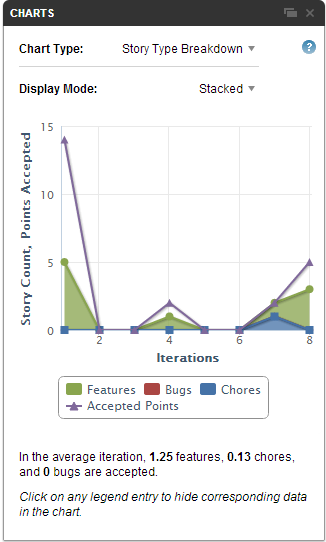 CHARTS
Chart Type: Story Type Breakdown
?
Display Mode: Stacked
15
10
5
0
Story Count, Points Accepted
2 4 6 8
Iterations
Features Bugs Chores
Accepted Points
In the average iteration, 1.25 features, 0.13 chores,
and 0 bugs are accepted.
Click on any legend entry to hide corresponding data
in the chart.